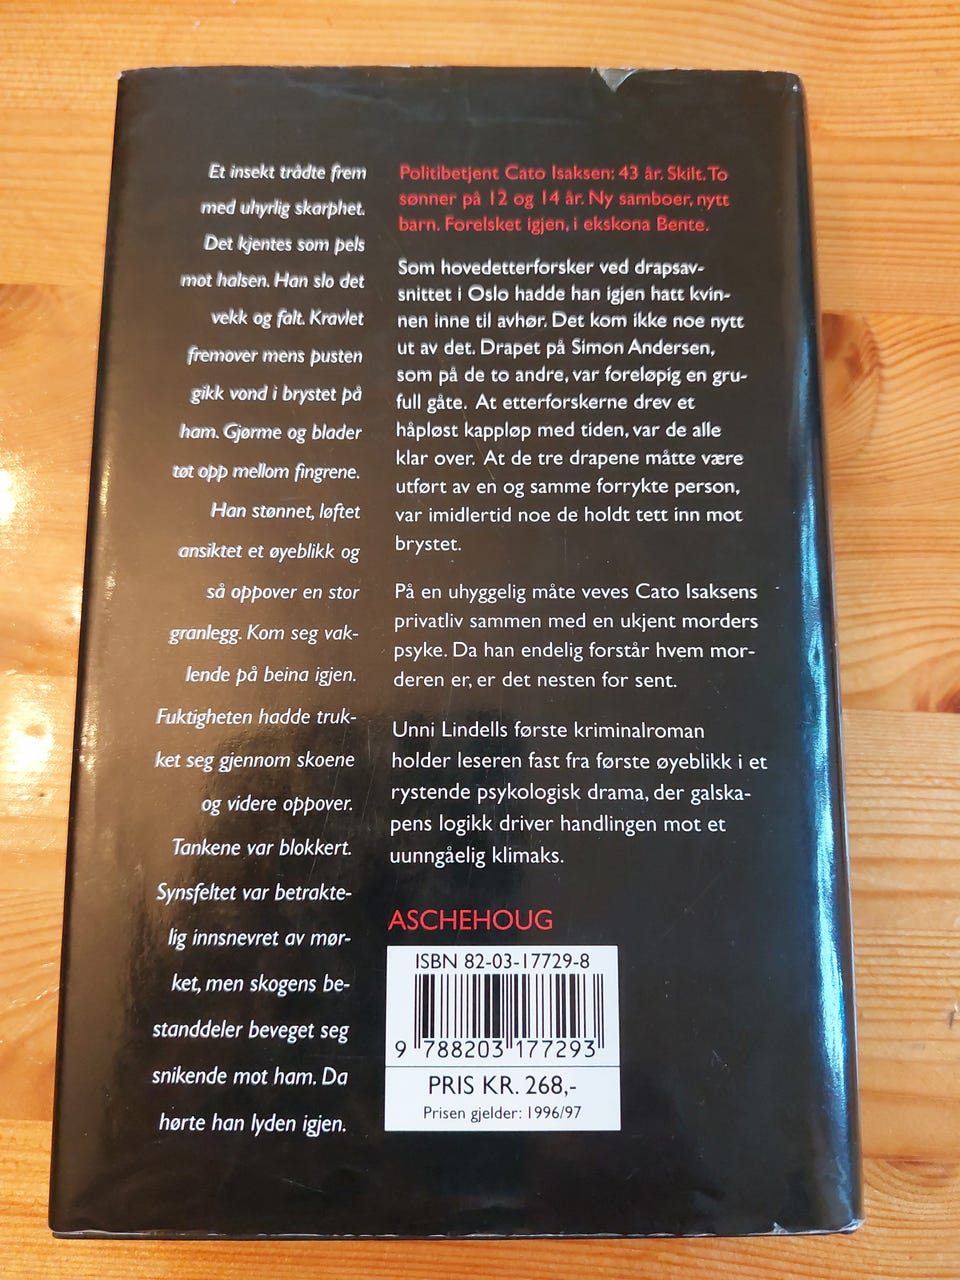 Et insekt trådte frem
med uhyrlig skarphet.
Det kjentes som pels
mot halsen. Han slo det
vekk og falt. Kravlet
fremover mens pusten
gikk vond i brystet på
ham. Gjørme og blader
tøt opp mellom fingrene.
Han stønnet, løftet
ansiktet et øyeblikk og
så oppover en stor
granlegg. Kom seg vak-
lende på beina igjen.
Fuktigheten hadde truk-
ket seg gjennom skoene
og videre oppover.
Tankene var blokkert.
Synsfeltet var betrakte-
lig innsnevret av mør-
ket, men skogens be-
standdeler beveget seg
snikende mot ham. Da
hørte han lyden igjen.
Politibetjent Cato Isaksen: 43 år. Skilt. To
sønner på 12 og 14 år. Ny samboer, nytt
barn. Forelsket igjen, i ekskona Bente.
Som hovedetterforsker ved drapsav-
snittet i Oslo hadde han igjen hatt kvin-
nen inne til avhør. Det kom ikke noe nytt
ut av det. Drapet på Simon Andersen,
som på de to andre, var foreløpig en gru-
full gåte. At etterforskerne drev et
håpløst kappløp med tiden, var de alle
klar over. At de tre drapene måtte være
utført av en og samme forrykte person,
var imidlertid noe de holdt tett inn mot
brystet.
På en uhyggelig måte veves Cato Isaksens
privatliv sammen med en ukjent morders
psyke. Da han endelig forstår hvem mor-
deren er, er det nesten for sent.
Unni Lindells første kriminalroman
holder leseren fast fra første øyeblikk i et
rystende psykologisk drama, der galska-
pens logikk driver handlingen mot et
uunngåelig klimaks.
ASCHEHOUG
ISBN 82-03-17729-8
9 788203 177293
PRIS KR. 268,-
Prisen gjelder: 1996/97